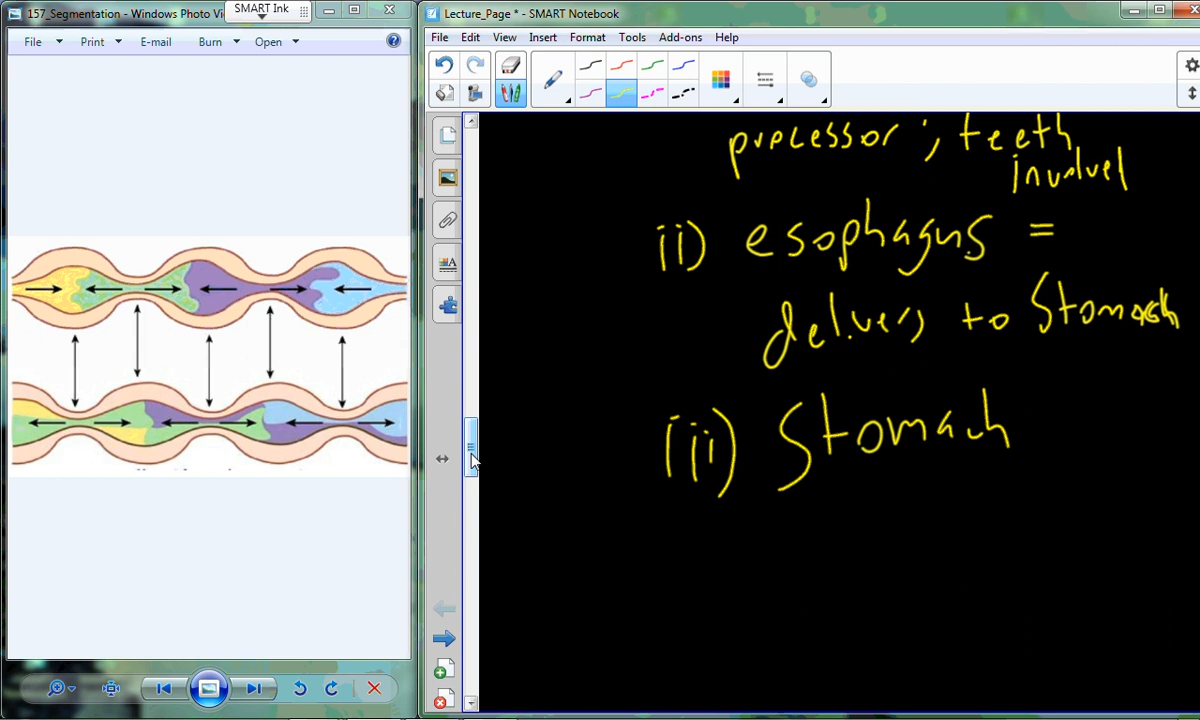 157_Segmentation - Windows Photo Vi
SMART Ink
File Print E-mail Burn Open
Lecture_Page * - SMART Notebook
File Edit View Insert Format Tools Add-ons Help
processor ; teeth
involved
ii) esophagus =
delivers to Stomach
iii) Stomach